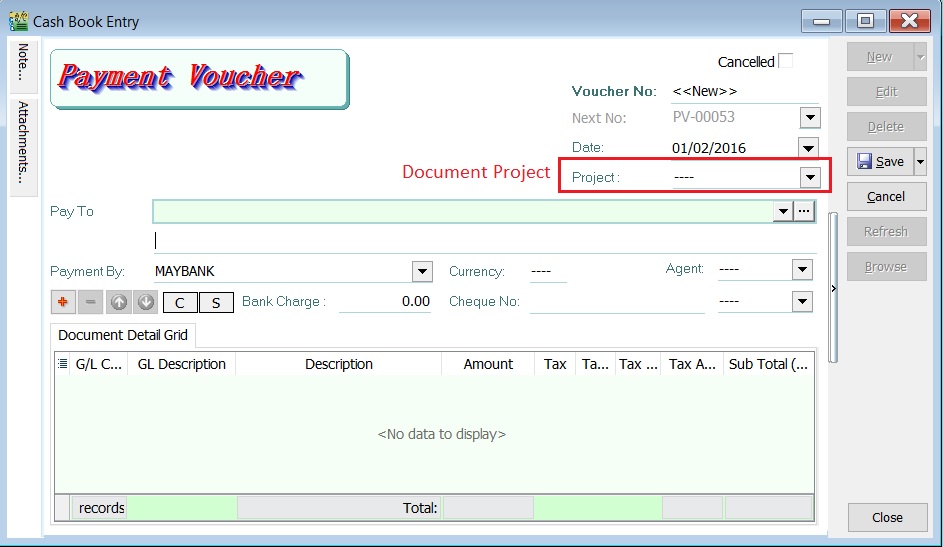 Cash Book Entry
Note...
Attachments...
Payment Voucher
Cancelled
Voucher No: <<New>>
Next No: PV-00053
Date: 01/02/2016
Document Project
Project : ----
Pay To
Payment By: MAYBANK
Currency: ----
Agent: ----
C S
Bank Charge : 0.00
Cheque No:
----
Document Detail Grid
G/L C... GL Description Description Amount Tax Ta... Tax ... Tax A... Sub Total (...
<No data to display>
records Total:
New
Edit
Delete
Save
Cancel
Refresh
Browse
Close